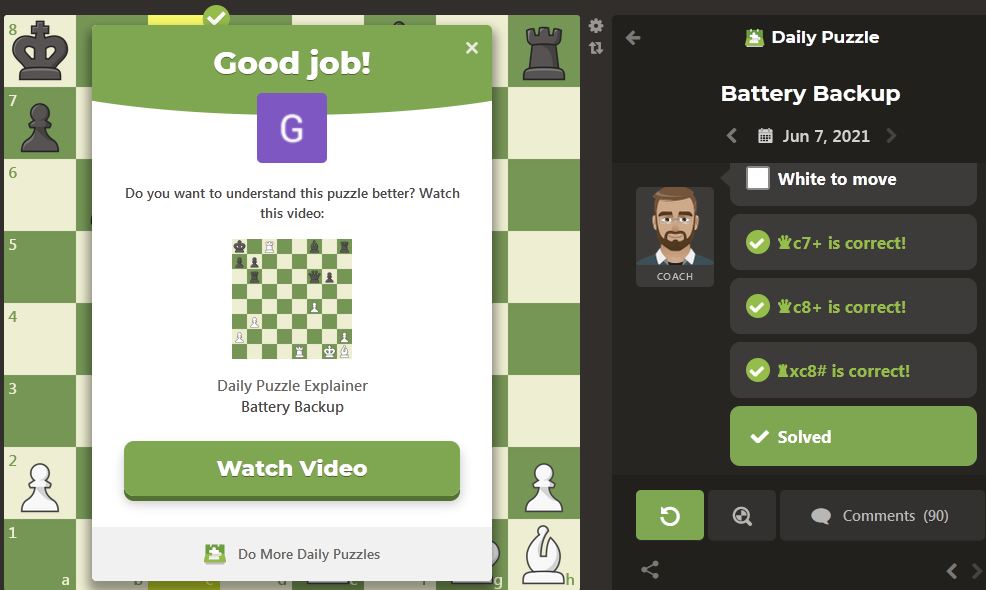 8
7
6
5
4
3
2
1
a
b
c
d
e
f
g
h
Good job!
G
Do you want to understand this puzzle better? Watch
this video:
Daily Puzzle Explainer
Battery Backup
Watch Video
Do More Daily Puzzles
Daily Puzzle
Battery Backup
Jun 7, 2021
White to move
COACH
♛c7+ is correct!
♛c8+ is correct!
♜xc8# is correct!
Solved
Comments (90)